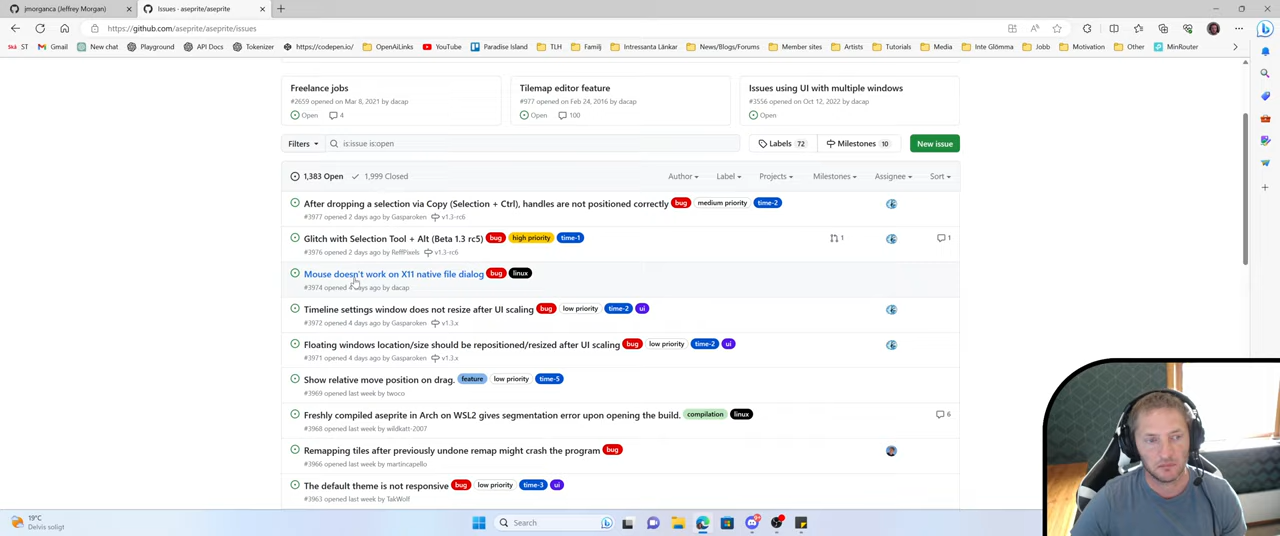 jmorganca (Jeffrey Morgan)
Issues · aseprite/aseprite
https://github.com/aseprite/aseprite/issues
ST Gmail New chat Playground API Docs Tokenizer https://codepen.io/ OpenAiLinks YouTube Paradise Island TLH Familj Intressanta Länkar News/Blogs/Forums Member sites Artists Tutorials Media Inte Glömma Jobb Motivation Other MinRouter
Freelance jobs
#2659 opened on Mar 8, 2021 by dacap
Open 4
Tilemap editor feature
#977 opened on Feb 24, 2016 by dacap
Open 100
Issues using UI with multiple windows
#3556 opened on Oct 12, 2022 by dacap
Open
Filters is:issue is:open Labels 72 Milestones 10 New issue
1,383 Open 1,999 Closed Author Label Projects Milestones Assignee Sort
After dropping a selection via Copy (Selection + Ctrl), handles are not positioned correctly bug medium priority time-2
#3977 opened 2 days ago by Gasparoken v1.3-rc6
Glitch with Selection Tool + Alt (Beta 1.3 rc5) bug high priority time-1 1 1
#3976 opened 2 days ago by ReffPixels v1.3-rc6
Mouse doesn't work on X11 native file dialog bug linux
#3974 opened 4 days ago by dacap
Timeline settings window does not resize after UI scaling bug low priority time-2 ui
#3972 opened 4 days ago by Gasparoken v1.3.x
Floating windows location/size should be repositioned/resized after UI scaling bug low priority time-2 ui
#3971 opened 4 days ago by Gasparoken v1.3.x
Show relative move position on drag. feature low priority time-5
#3969 opened last week by twoco
Freshly compiled aseprite in Arch on WSL2 gives segmentation error upon opening the build. compilation linux 6
#3968 opened last week by wildkatt-2007
Remapping tiles after previously undone remap might crash the program bug
#3966 opened last week by martincapello
The default theme is not responsive bug low priority time-3 ui
#3963 opened last week by TakWolf
19°C
Delvis soligt
Search